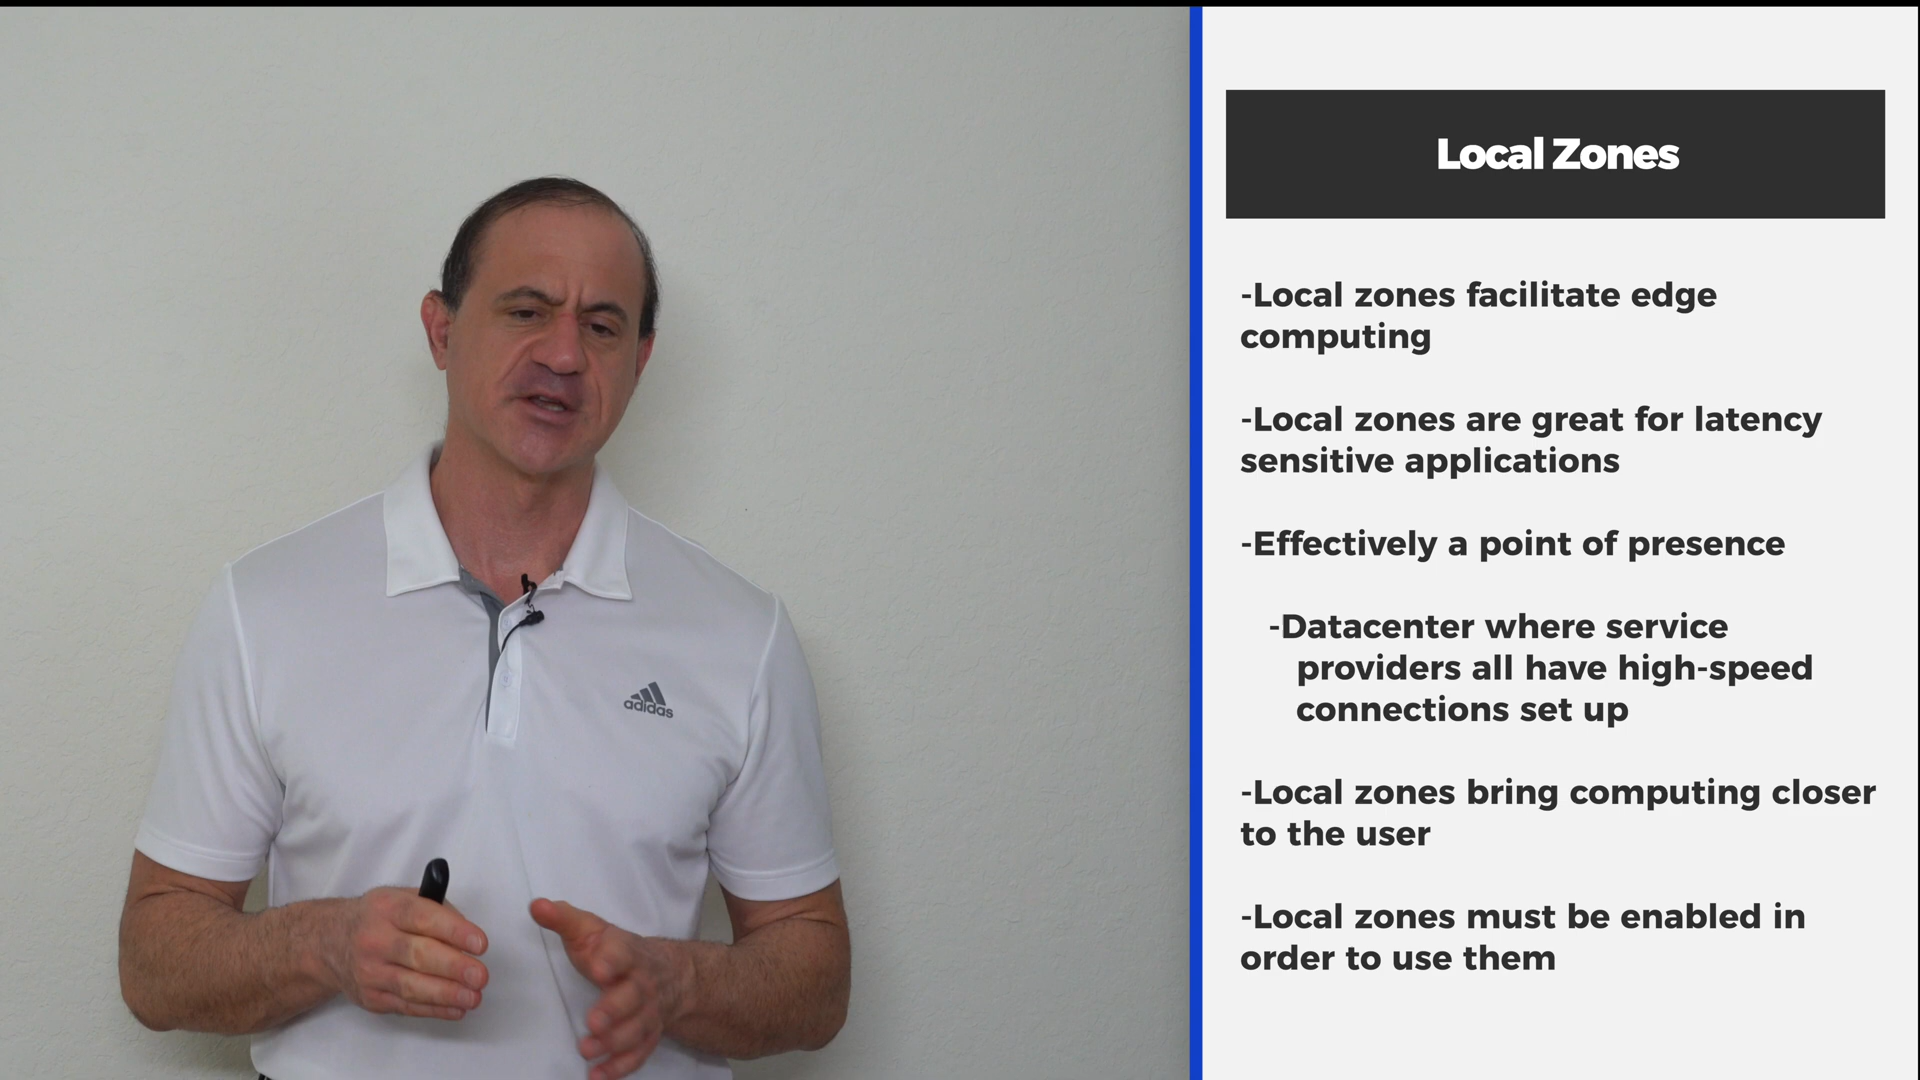 Local Zones
-Local zones facilitate edge
computing
-Local zones are great for latency
sensitive applications
-Effectively a point of presence
-Datacenter where service
providers all have high-speed
connections set up
-Local zones bring computing closer
to the user
-Local zones must be enabled in
order to use them
adidas